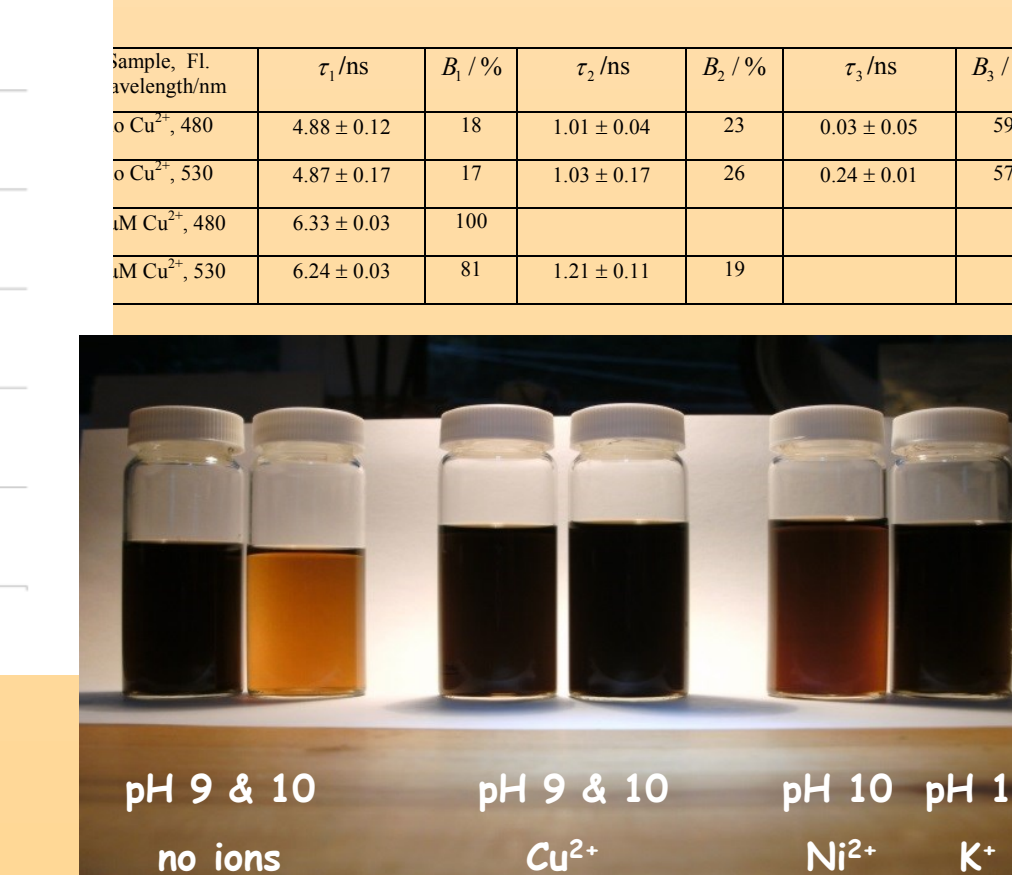 Sample, Fl. τ₁/ns B₁ / % τ₂/ns B₂ / % τ₃/ns B₃ /
avelength/nm
o Cu²⁺, 480 4.88 ± 0.12 18 1.01 ± 0.04 23 0.03 ± 0.05 59
o Cu²⁺, 530 4.87 ± 0.17 17 1.03 ± 0.17 26 0.24 ± 0.01 57
M Cu²⁺, 480 6.33 ± 0.03 100
M Cu²⁺, 530 6.24 ± 0.03 81 1.21 ± 0.11 19
pH 9 & 10 pH 9 & 10 pH 10 pH 1
no ions Cu²⁺ Ni²⁺ K⁺